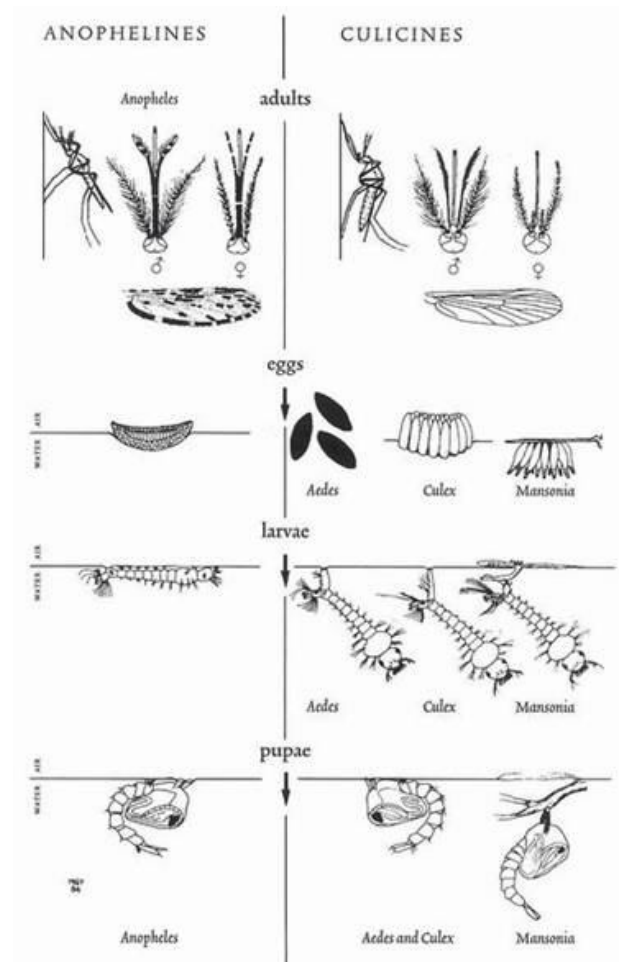 ANOPHELINES CULICINES
Anopheles adults
♂ ♀ ♂ ♀
eggs
AIR
WATER
Aedes Culex Mansonia
larvae
AIR
WATER
Aedes Culex Mansonia
pupae
AIR
WATER
Anopheles Aedes and Culex Mansonia